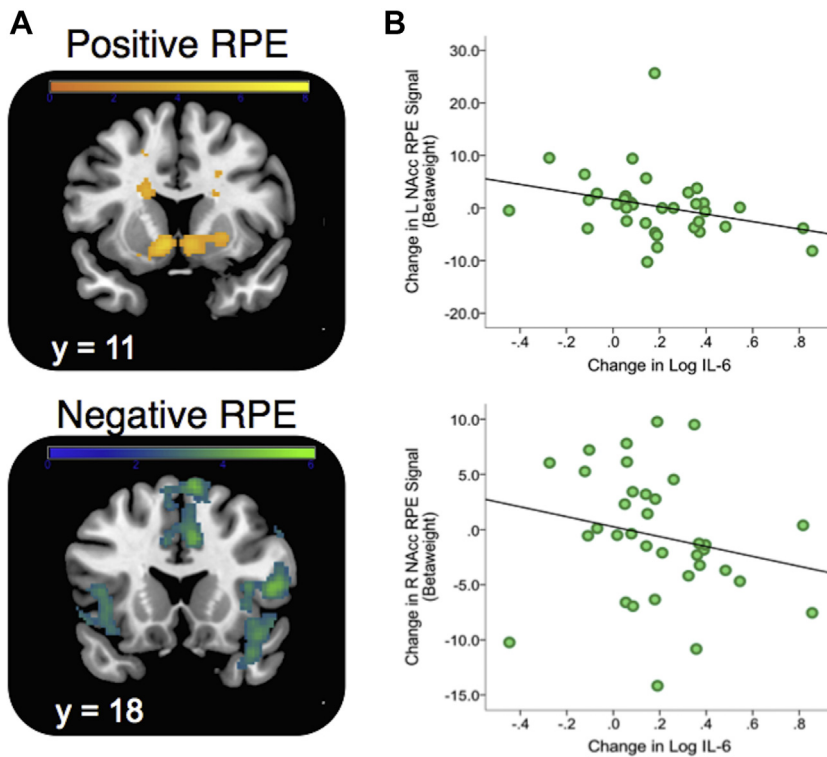 A
Positive RPE
0 2 4 6 8
y = 11
Negative RPE
0 2 4 6
y = 18
B
30.0
20.0
10.0
.0
-10.0
-20.0
Change in L NAcc RPE Signal
(Betaweight)
-.4 -.2 .0 .2 .4 .6 .8
Change in Log IL-6
10.0
5.0
.0
-5.0
-10.0
-15.0
Change in R NAcc RPE Signal
(Betaweight)
-.4 -.2 .0 .2 .4 .6 .8
Change in Log IL-6